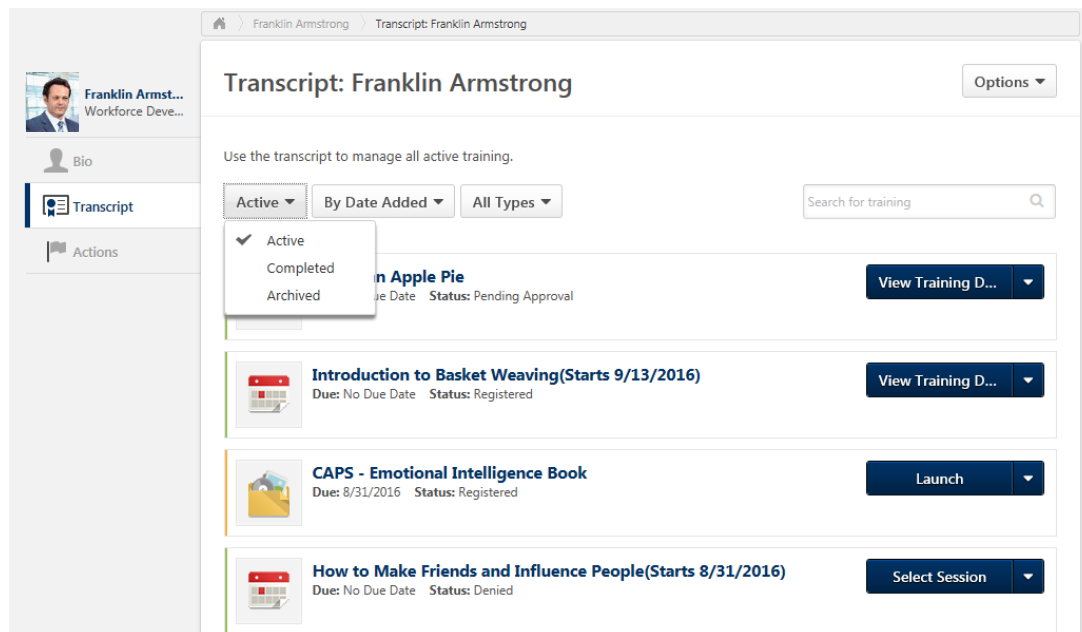 Franklin Armstrong
Transcript: Franklin Armstrong
Franklin Armst...
Workforce Deve...
Bio
Transcript
Actions
Transcript: Franklin Armstrong
Options
Use the transcript to manage all active training.
Active
By Date Added
All Types
Search for training
Active
Completed
Archived
n Apple Pie
ue Date Status: Pending Approval
View Training D...
Introduction to Basket Weaving(Starts 9/13/2016)
Due: No Due Date Status: Registered
View Training D...
CAPS - Emotional Intelligence Book
Due: 8/31/2016 Status: Registered
Launch
How to Make Friends and Influence People(Starts 8/31/2016)
Due: No Due Date Status: Denied
Select Session